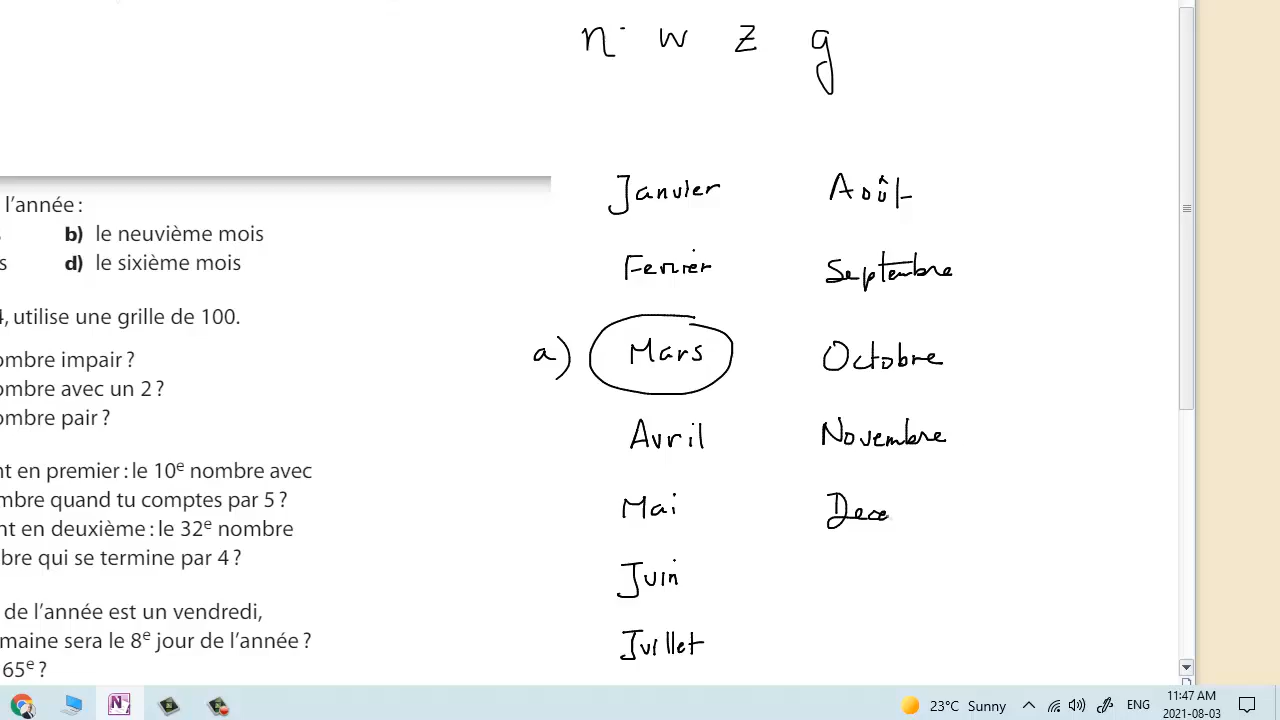 n w z g
Janvier Août
l'année :
s b) le neuvième mois
Fevrier Septembre
s d) le sixième mois
4, utilise une grille de 100.
a) Mars Octobre
ombre impair ?
ombre avec un 2 ?
ombre pair ?
Avril Novembre
nt en premier : le 10e nombre avec
mbre quand tu comptes par 5 ?
Mai Dece
nt en deuxième : le 32e nombre
bre qui se termine par 4 ?
Juin
de l'année est un vendredi,
maine sera le 8e jour de l'année ?
Juillet
65e ?
23°C Sunny ENG 11:47 AM
2021-08-03